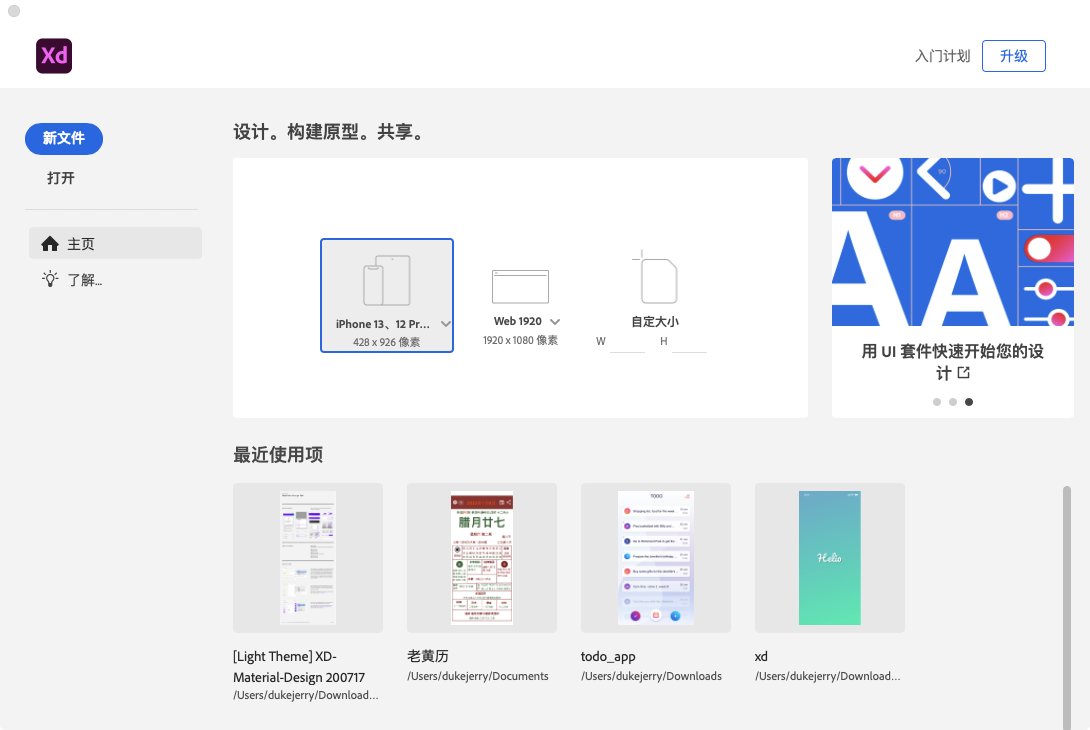 Xd
入门计划
升级
新文件
打开
主页
了解...
设计。构建原型。共享。
iPhone 13、12 Pr...
428 x 926 像素
Web 1920
1920 x 1080 像素
自定大小
W
H
AA
用 UI 套件快速开始您的设
计
最近使用项
TODO
腊月廿七
Hello
[Light Theme] XD-
Material-Design 200717
/Users/dukejerry/Download...
老黄历
/Users/dukejerry/Documents
todo_app
/Users/dukejerry/Downloads
xd
/Users/dukejerry/Download...